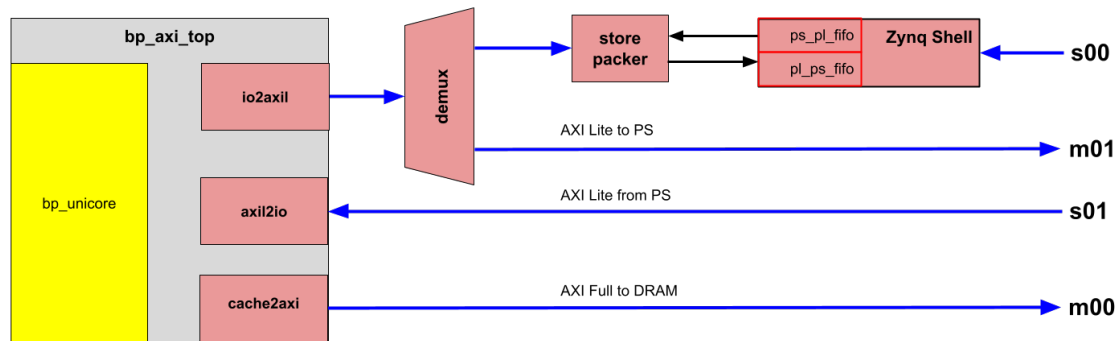 bp_axi_top
bp_unicore
io2axil
demux
store
packer
ps_pl_fifo
pl_ps_fifo
Zynq Shell
s00
AXI Lite to PS
m01
axil2io
AXI Lite from PS
s01
cache2axi
AXI Full to DRAM
m00